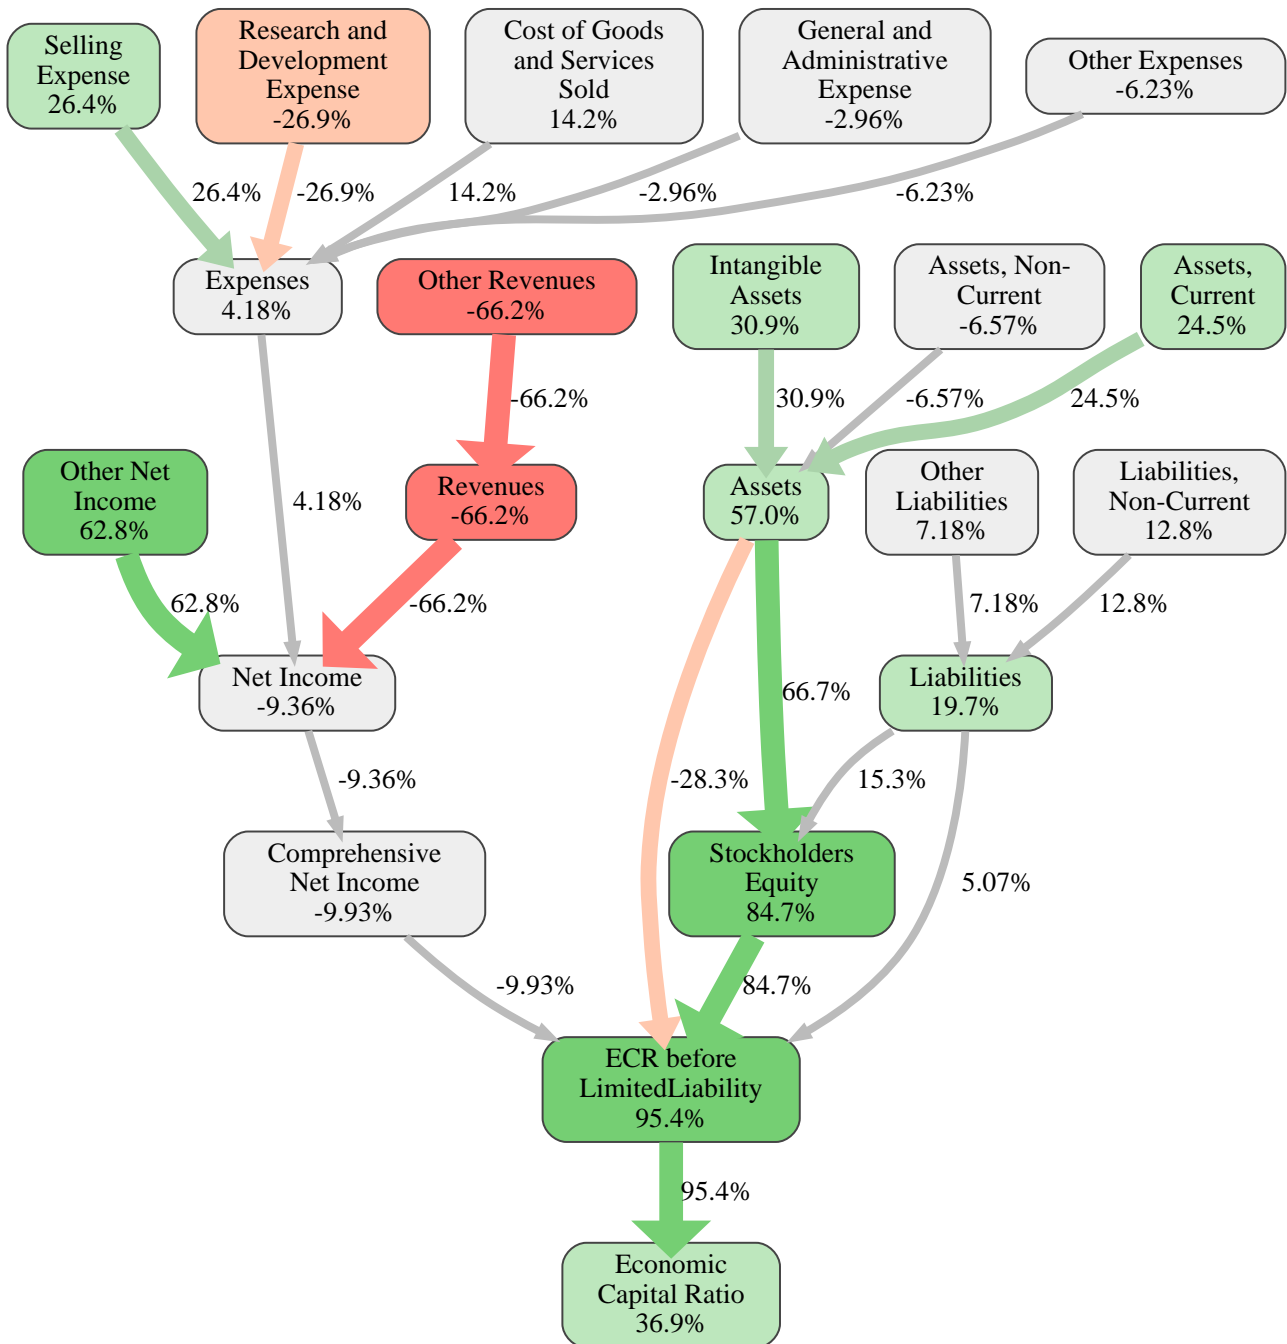 Selling
Expense
26.4%
Research and
Development
Expense
-26.9%
Cost of Goods
and Services
Sold
14.2%
General and
Administrative
Expense
-2.96%
Other Expenses
-6.23%
26.4%
-26.9%
14.2%
-2.96%
-6.23%
Expenses
4.18%
Other Revenues
-66.2%
Intangible
Assets
30.9%
Assets, Non-
Current
-6.57%
Assets,
Current
24.5%
-66.2%
30.9%
-6.57%
24.5%
Other Net
Income
62.8%
4.18%
Revenues
-66.2%
Assets
57.0%
Other
Liabilities
7.18%
Liabilities,
Non-Current
12.8%
62.8%
-66.2%
7.18%
12.8%
Net Income
-9.36%
66.7%
Liabilities
19.7%
-9.36%
-28.3%
15.3%
Comprehensive
Net Income
-9.93%
Stockholders
Equity
84.7%
5.07%
-9.93%
84.7%
ECR before
LimitedLiability
95.4%
95.4%
Economic
Capital Ratio
36.9%